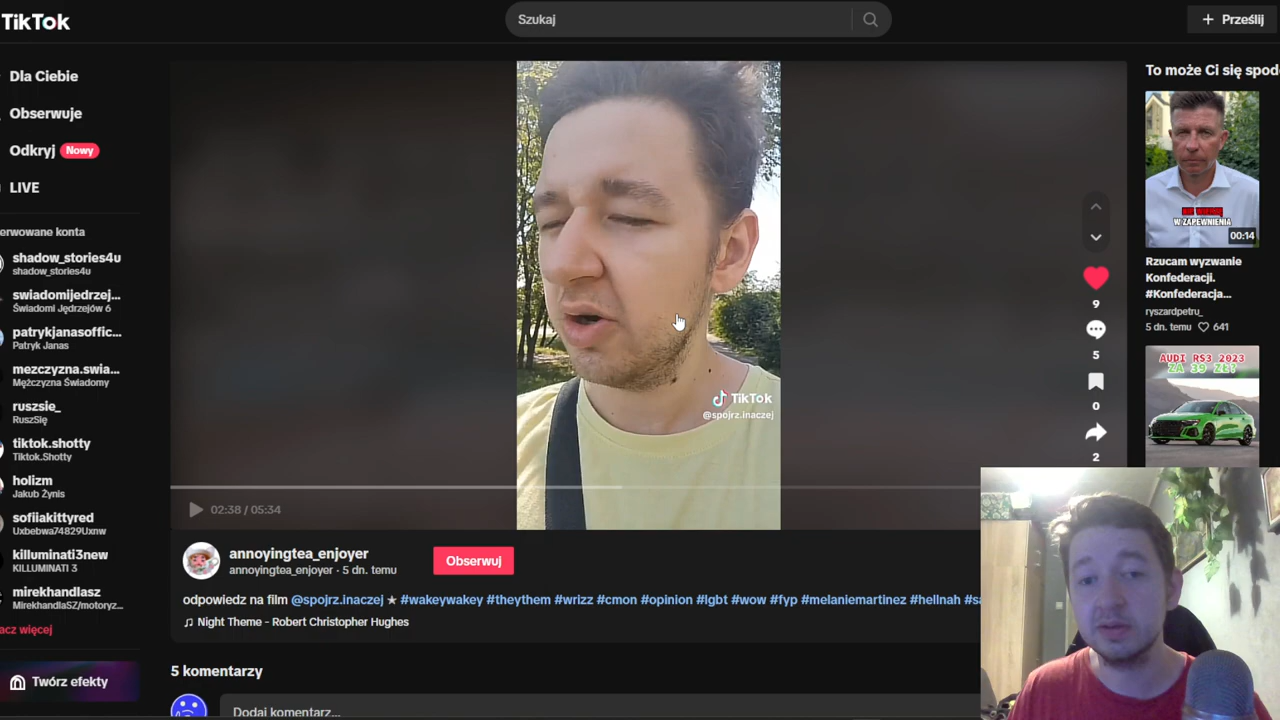 TikTok
Szukaj
Prześlij
Dla Ciebie
Obserwuje
Odkryj Nowy
LIVE
erwowane konta
shadow_stories4u
shadow_stories4u
swiadomijedrzej...
Świadomi Jędrzejów 6
patrykjanasoffic...
Patryk Janas
mezczyzna.swia...
Mężczyzna Świadomy
ruszsie_
RuszSię
tiktok.shotty
Tiktok.Shotty
holizm
Jakub Żynis
sofiiakittyred
Uxbebwa74829Uxnw
killuminati3new
KILLUMINATI 3
mirekhandlasz
MirekhandlaSZ/motoryz...
acz więcej
Twórz efekty
TikTok
@spojrz.inaczej
02:38 / 05:34
9
5
0
2
annoyingtea_enjoyer
annoyingtea_enjoyer · 5 dn. temu
Obserwuj
odpowiedz na film @spojrz.inaczej ★ #wakeywakey #theythem #wrizz #cmon #opinion #lgbt #wow #fyp #melaniemartinez #hellnah #sa
♫ Night Theme - Robert Christopher Hughes
5 komentarzy
Dodaj komentarz...
To może Ci się spod
W ZAPEWNIENIA
00:14
Rzucam wyzwanie
Konfederacji.
#Konfederacja...
ryszardpetru_
5 dn. temu 641
AUDI RS3 2023
ZA 39 ZŁ?